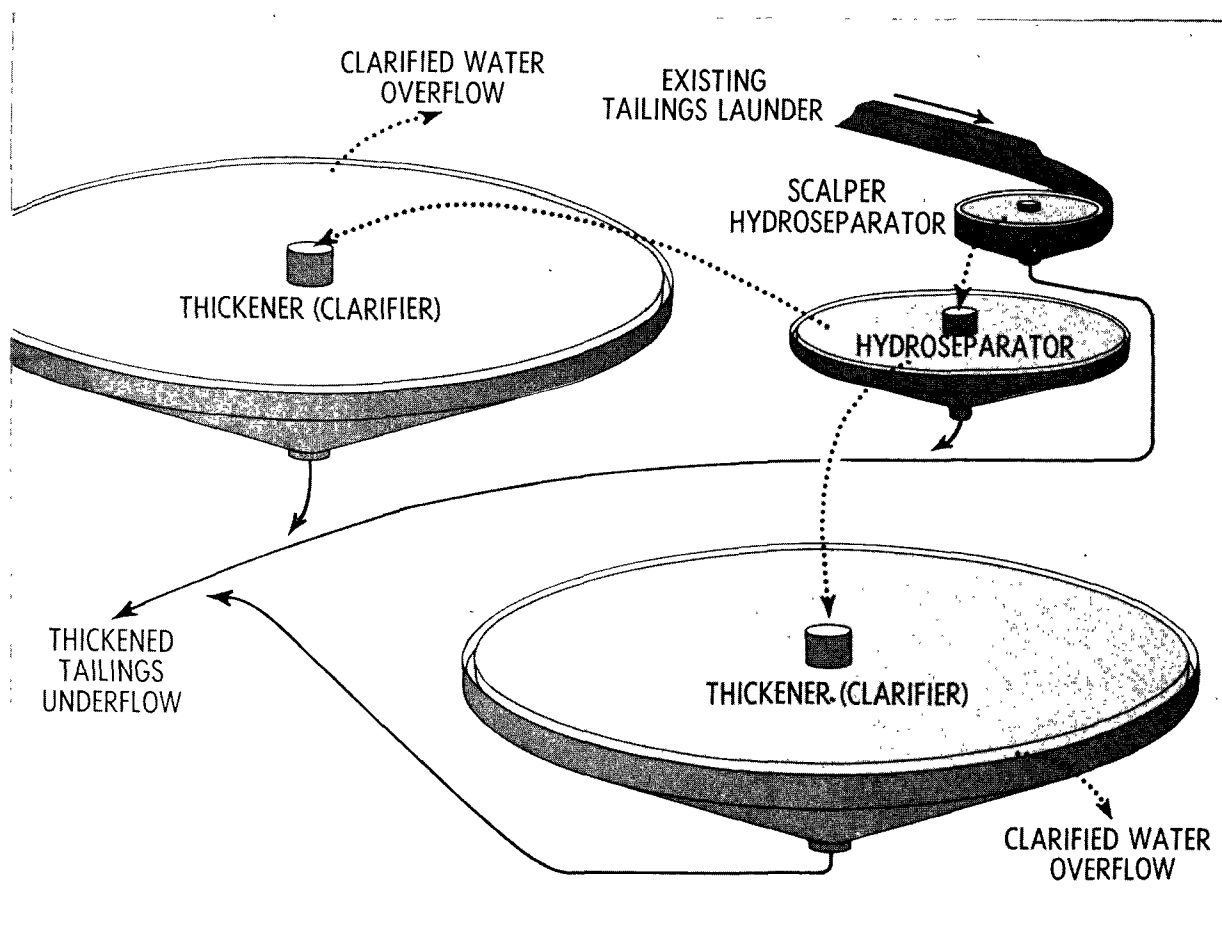 CLARIFIED WATER
OVERFLOW
EXISTING
TAILINGS LAUNDER
SCALPER
HYDROSEPARATOR
THICKENER (CLARIFIER)
HYDROSEPARATOR
THICKENED
TAILINGS
UNDERFLOW
THICKENER (CLARIFIER)
CLARIFIED WATER
OVERFLOW